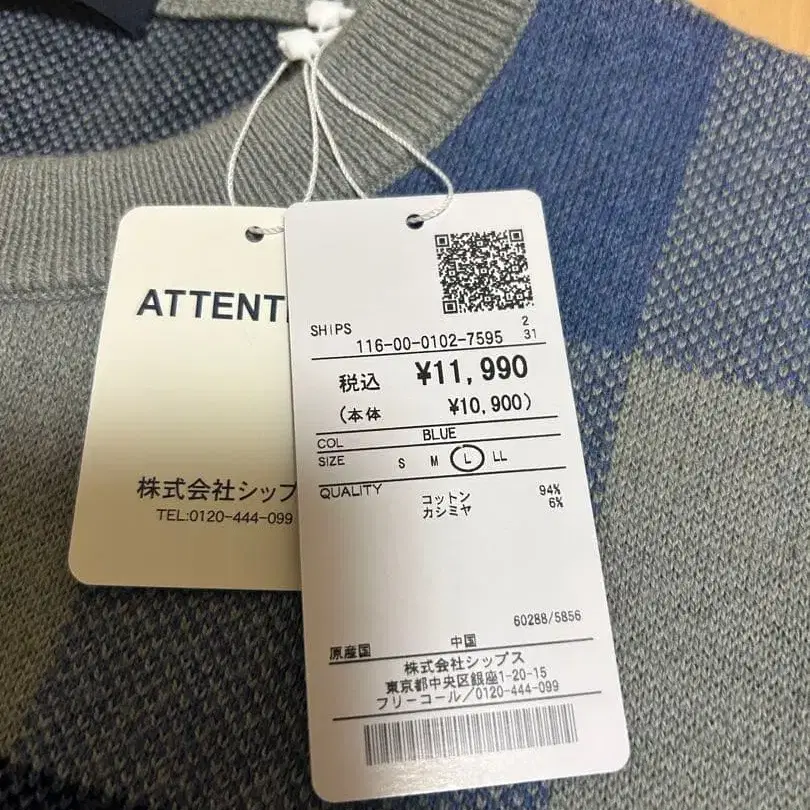 ATTENT
株式会社シップ
TEL:0120-444-099
SHIPS
2
116-00-0102-7595 31
税込 ¥11,990
(本体 ¥10,900)
COL BLUE
SIZE S M L LL
QUALITY コットン 94%
カシミヤ 6%
60288/5856
原産国 中国
株式会社シップス
東京都中央区銀座1-20-15
フリーコール/0120-444-099